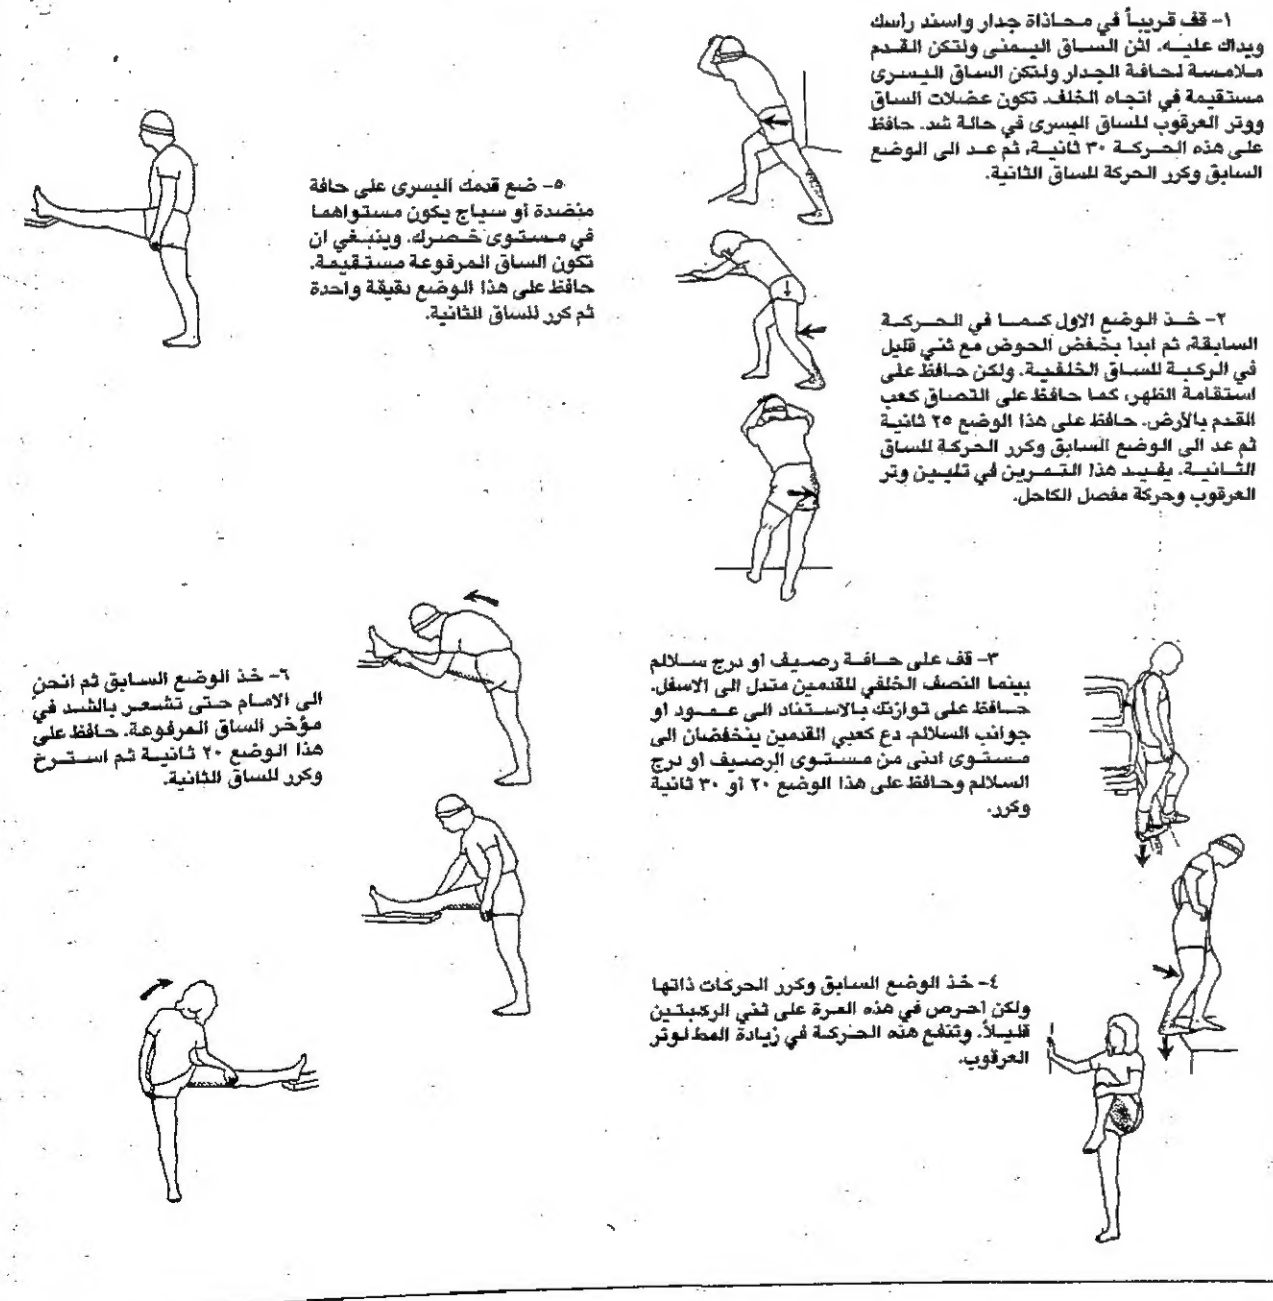 ١- قف قريباً في محاذاة جدار واسند رأسك
ويداك عليه. اثن الساق اليمنى ولتكن القدم
ملامسة لحافة الجدار ولتكن الساق اليسرى
مستقيمة في اتجاه الخلف. تكون عضلات الساق
ووتر العرقوب للساق اليسرى في حالة شد. حافظ
على هذه الحركة ٣٠ ثانية، ثم عد الى الوضع
السابق وكرر الحركة للساق الثانية.
٢- خذ الوضع الاول كما في الحركة
السابقة، ثم ابدأ بخفض الحوض مع ثني قليل
في الركبة للساق الخلفية. ولكن حافظ على
استقامة الظهر، كما حافظ على التصاق كعب
القدم بالأرض. حافظ على هذا الوضع ٢٥ ثانية
ثم عد الى الوضع السابق وكرر الحركة للساق
الثانية. يفيد هذا التمرين في تليين وتر
العرقوب وحركة مفصل الكاحل.
٣- قف على حافة رصيف او درج سلالم
بينما النصف الخلفي للقدمين متدل الى الاسفل.
حافظ على توازنك بالاستناد الى عمود او
جوانب السلالم. دع كعبي القدمين ينخفضان الى
مستوى ادنى من مستوى الرصيف او درج
السلالم وحافظ على هذا الوضع ٢٠ أو ٣٠ ثانية
وكرر.
٤- خذ الوضع السابق وكرر الحركات ذاتها
ولكن احرص في هذه المرة على ثني الركبتين
قليلاً. وتنفع هذه الحركة في زيادة المط لوتر
العرقوب.
٥- ضع قدمك اليسرى على حافة
منضدة أو سياج يكون مستواهما
في مستوى خصرك. وينبغي ان
تكون الساق المرفوعة مستقيمة.
حافظ على هذا الوضع دقيقة واحدة
ثم كرر للساق الثانية.
٦- خذ الوضع السابق ثم انحن
الى الامام حتى تشعر بالشد في
مؤخر الساق المرفوعة. حافظ على
هذا الوضع ٢٠ ثانية ثم استرخ
وكرر للساق الثانية.